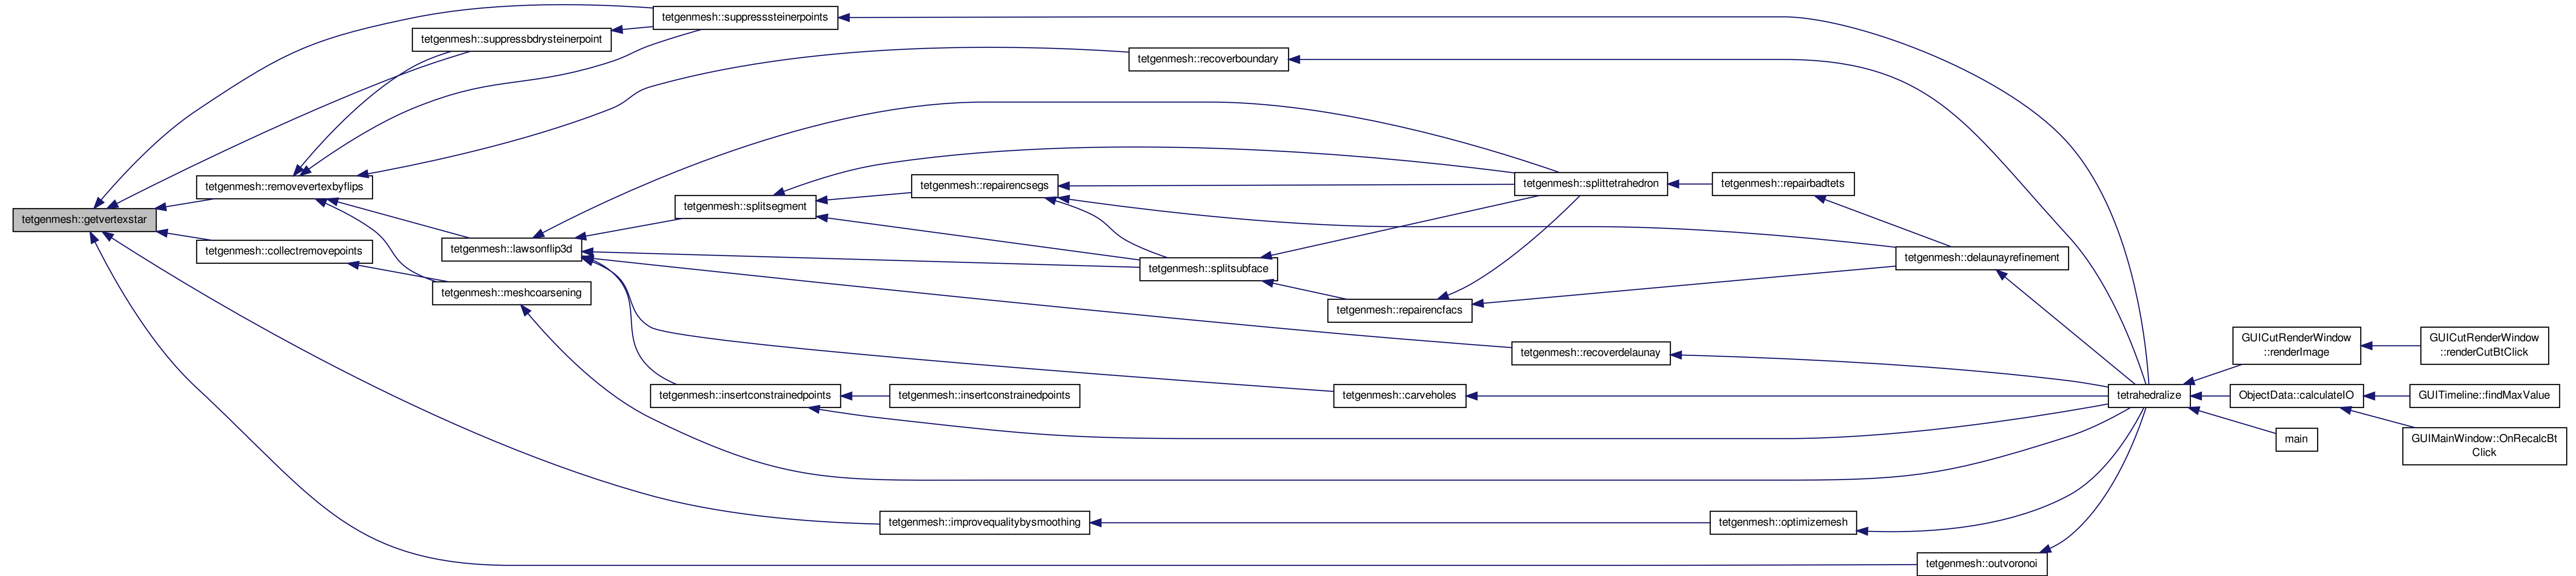 tetgenmesh::getvertexstar
tetgenmesh::removevertexbyflips
tetgenmesh::collectremovepoints
tetgenmesh::suppressbdrysteinerpoint
tetgenmesh::lawsonflip3d
tetgenmesh::meshcoarsening
tetgenmesh::suppresssteinerpoints
tetgenmesh::splitsegment
tetgenmesh::insertconstrainedpoints
tetgenmesh::repairencsegs
tetgenmesh::insertconstrainedpoints
tetgenmesh::improvequalitybysmoothing
tetgenmesh::recoverboundary
tetgenmesh::splitsubface
tetgenmesh::repairencfacs
tetgenmesh::carveholes
tetgenmesh::splittetrahedron
tetgenmesh::recoverdelaunay
tetgenmesh::repairbadtets
tetgenmesh::optimizemesh
tetgenmesh::delaunayrefinement
tetgenmesh::outvoronoi
tetrahedralize
GUICutRenderWindow
::renderImage
ObjectData::calculateIO
main
GUICutRenderWindow
::renderCutBtClick
GUITimeline::findMaxValue
GUIMainWindow::OnRecalcBt
Click